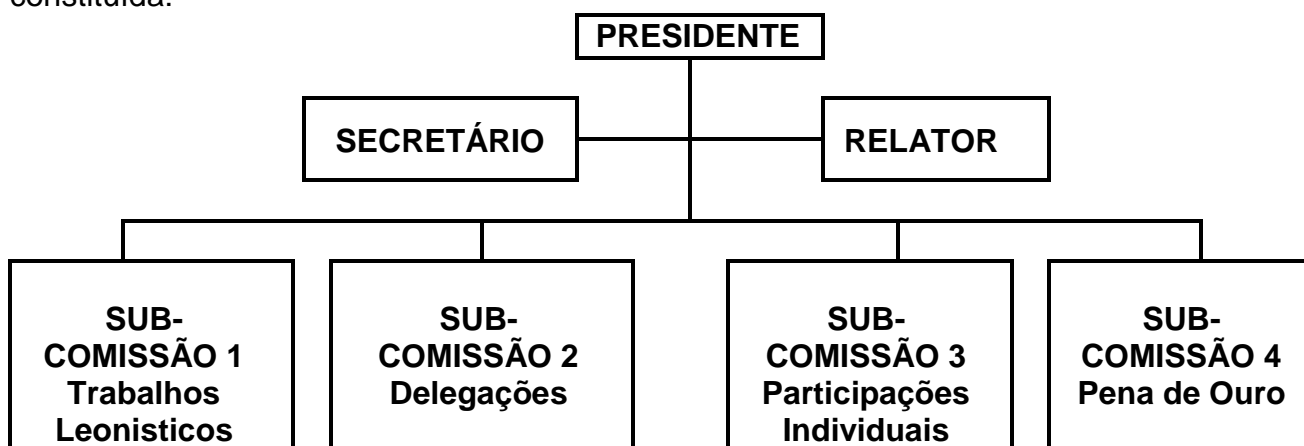 constituída:
PRESIDENTE
SECRETÁRIO
RELATOR
SUB-
COMISSÃO 1
Trabalhos
Leonisticos
SUB-
COMISSÃO 2
Delegações
SUB-
COMISSÃO 3
Participações
Individuais
SUB-
COMISSÃO 4
Pena de Ouro